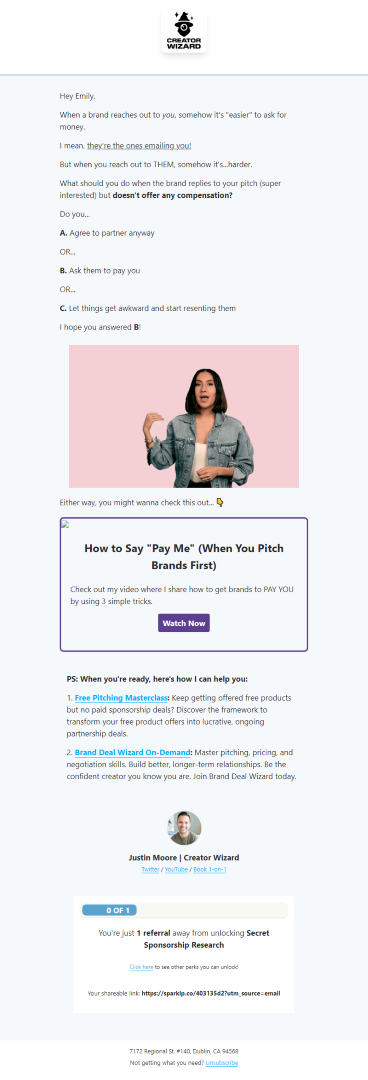 CREATOR
WIZARD
Hey Emily,
When a brand reaches out to you, somehow it's "easier" to ask for
money.
I mean, they're the ones emailing you!
But when you reach out to THEM, somehow it's...harder.
What should you do when the brand replies to your pitch (super
interested) but doesn't offer any compensation?
Do you...
A. Agree to partner anyway
OR...
B. Ask them to pay you
OR...
C. Let things get awkward and start resenting them
I hope you answered B!
Either way, you might wanna check this out... 👇
How to Say "Pay Me" (When You Pitch
Brands First)
Check out my video where I share how to get brands to PAY YOU
by using 3 simple tricks.
Watch Now
PS: When you're ready, here's how I can help you:
1. Free Pitching Masterclass: Keep getting offered free products
but no paid sponsorship deals? Discover the framework to
transform your free product offers into lucrative, ongoing
partnership deals.
2. Brand Deal Wizard On-Demand: Master pitching, pricing, and
negotiation skills. Build better, longer-term relationships. Be the
confident creator you know you are. Join Brand Deal Wizard today.
Justin Moore | Creator Wizard
Twitter / YouTube / Book 1-on-1
0 OF 1
You're just 1 referral away from unlocking Secret
Sponsorship Research
Click here to see other perks you can unlock!
Your shareable link: https://sparklp.co/403135d2?utm_source=email
7172 Regional St. #140, Dublin, CA 94568
Not getting what you need? Unsubscribe